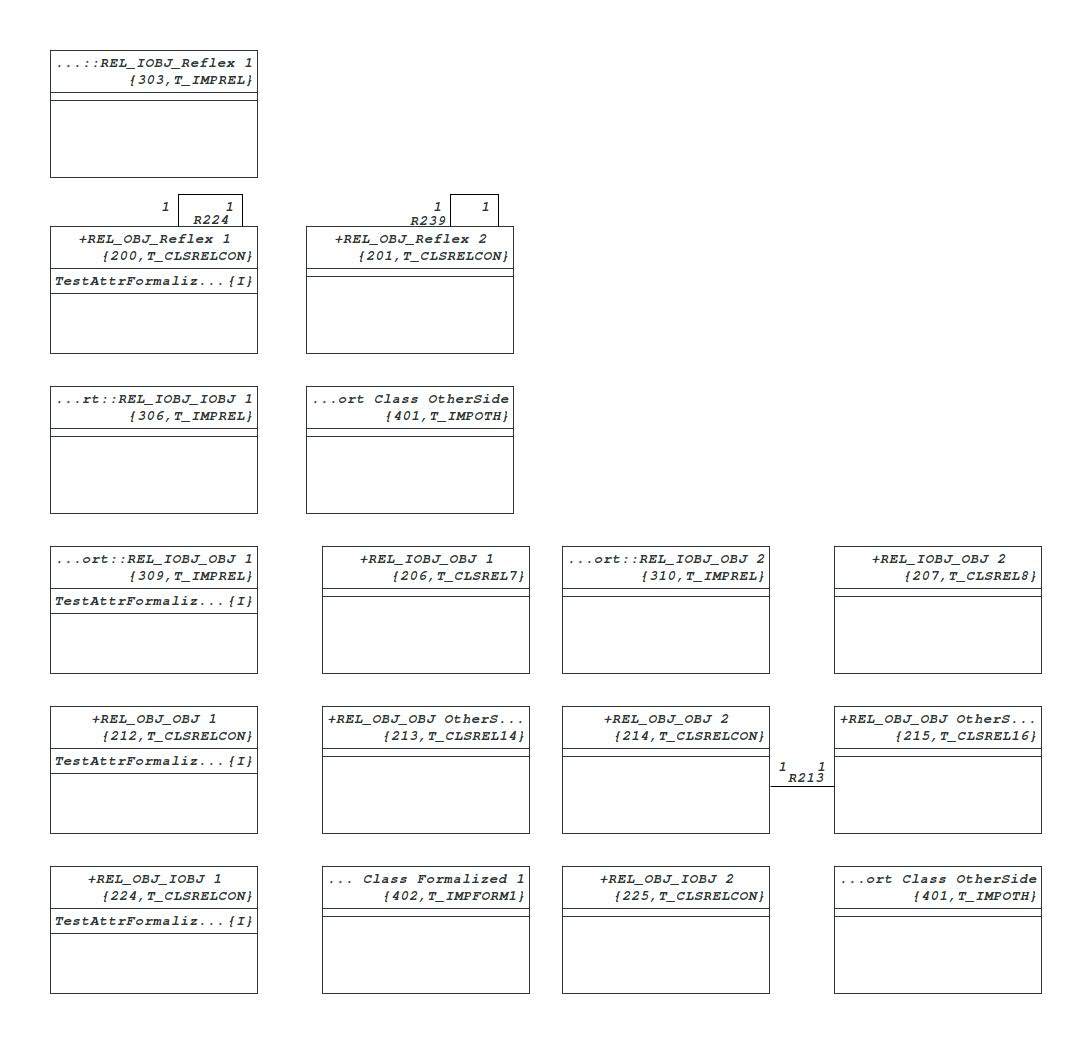 ...::REL_IOBJ_Reflex 1
{303,T_IMPREL}
1 1
R224
1 1
R239
+REL_OBJ_Reflex 1
{200,T_CLSRELCON}
TestAttrFormaliz...{I}
+REL_OBJ_Reflex 2
{201,T_CLSRELCON}
...rt::REL_IOBJ_IOBJ 1
{306,T_IMPREL}
...ort Class OtherSide
{401,T_IMPOTH}
...ort::REL_IOBJ_OBJ 1
{309,T_IMPREL}
TestAttrFormaliz...{I}
+REL_IOBJ_OBJ 1
{206,T_CLSREL7}
...ort::REL_IOBJ_OBJ 2
{310,T_IMPREL}
+REL_IOBJ_OBJ 2
{207,T_CLSREL8}
+REL_OBJ_OBJ 1
{212,T_CLSRELCON}
TestAttrFormaliz...{I}
+REL_OBJ_OBJ OtherS...
{213,T_CLSREL14}
+REL_OBJ_OBJ 2
{214,T_CLSRELCON}
1 1
R213
+REL_OBJ_OBJ OtherS...
{215,T_CLSREL16}
+REL_OBJ_IOBJ 1
{224,T_CLSRELCON}
TestAttrFormaliz...{I}
... Class Formalized 1
{402,T_IMPFORM1}
+REL_OBJ_IOBJ 2
{225,T_CLSRELCON}
...ort Class OtherSide
{401,T_IMPOTH}